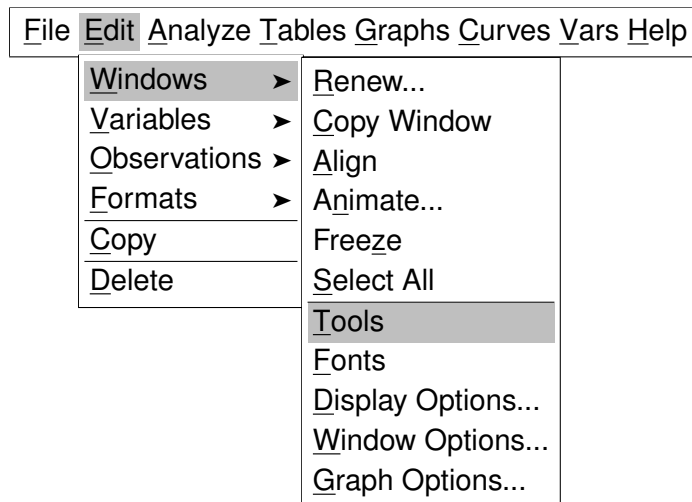 File Edit Analyze Tables Graphs Curves Vars Help
Windows ➤
Variables ➤
Observations ➤
Formats ➤
Copy
Delete
Renew...
Copy Window
Align
Animate...
Freeze
Select All
Tools
Fonts
Display Options...
Window Options...
Graph Options...